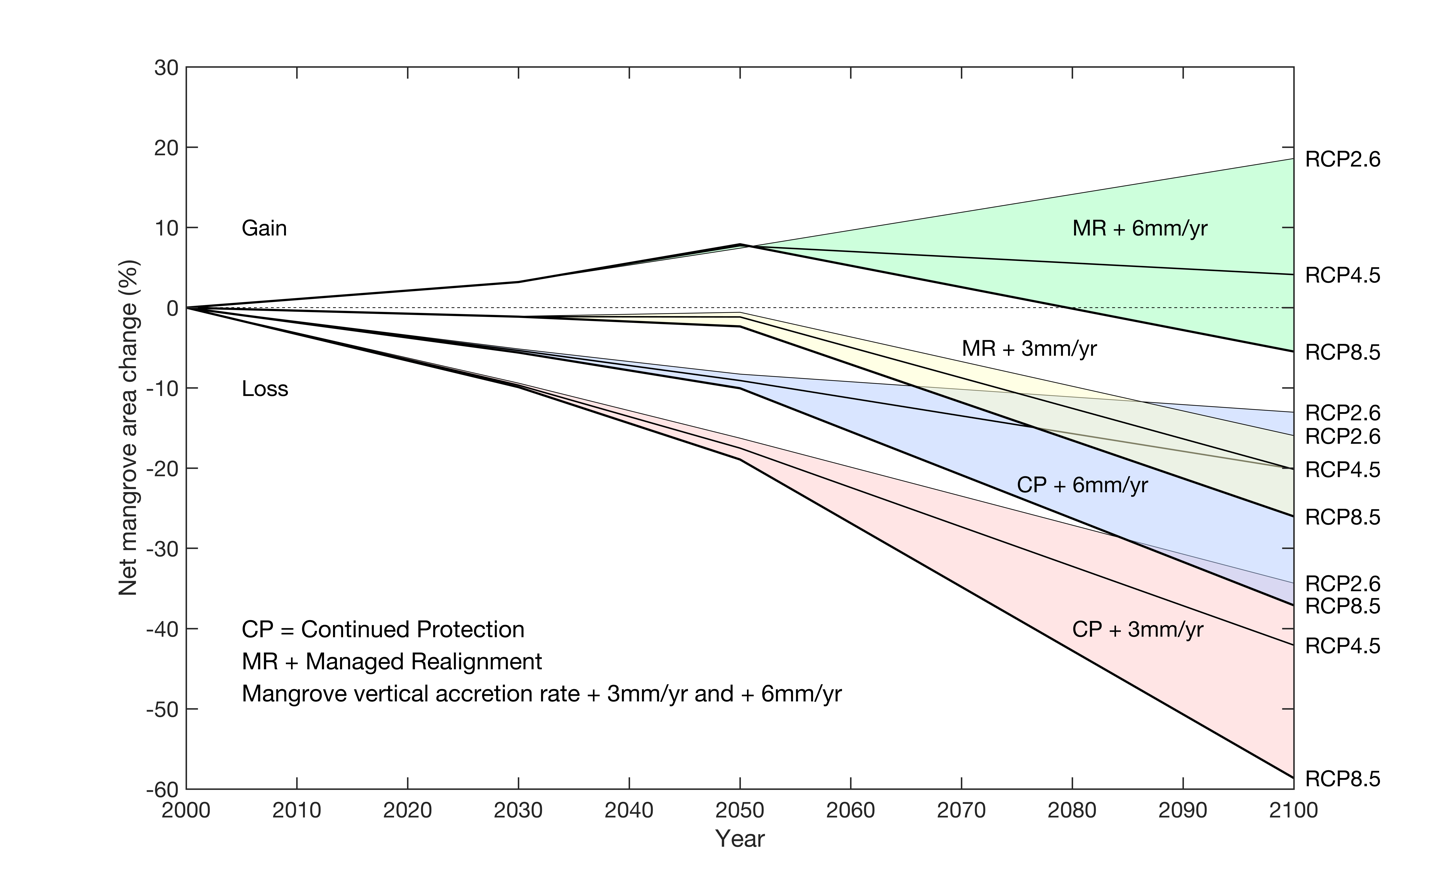 30
20
10
0
-10
-20
-30
-40
-50
-60
Net mangrove area change (%)
Gain
Loss
MR + 6mm/yr
MR + 3mm/yr
CP + 6mm/yr
CP + 3mm/yr
CP = Continued Protection
MR + Managed Realignment
Mangrove vertical accretion rate + 3mm/yr and + 6mm/yr
RCP2.6
RCP4.5
RCP8.5
RCP2.6
RCP2.6
RCP4.5
RCP8.5
RCP2.6
RCP8.5
RCP4.5
RCP8.5
2000 2010 2020 2030 2040 2050 2060 2070 2080 2090 2100
Year